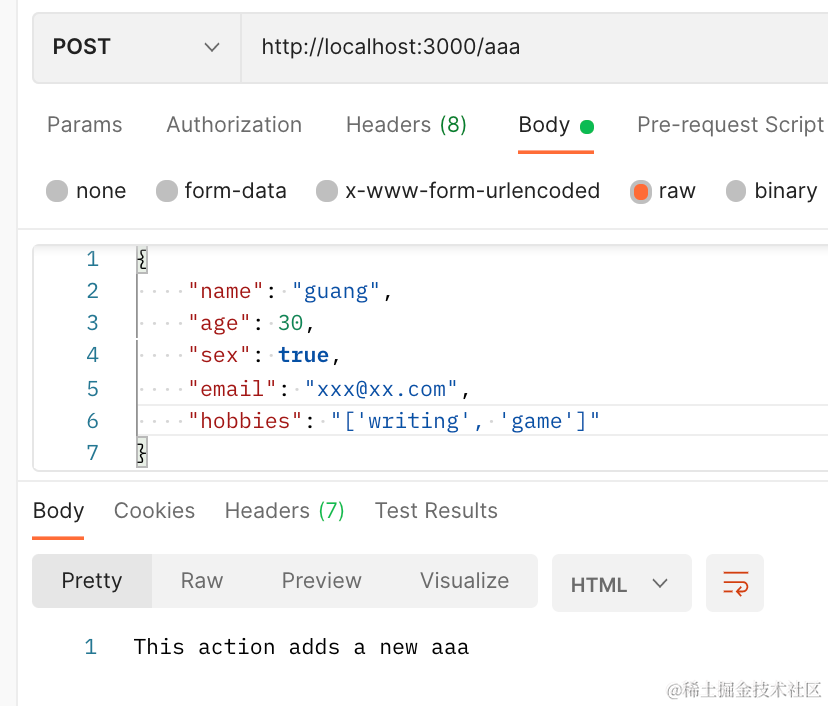 POST http://localhost:3000/aaa
Params Authorization Headers (8) Body Pre-request Script
none form-data x-www-form-urlencoded raw binary
1 {
2 "name": "guang",
3 "age": 30,
4 "sex": true,
5 "email": "xxx@xx.com",
6 "hobbies": "['writing', 'game']"
7 }
Body Cookies Headers (7) Test Results
Pretty Raw Preview Visualize HTML
1 This action adds a new aaa
@稀土掘金技术社区